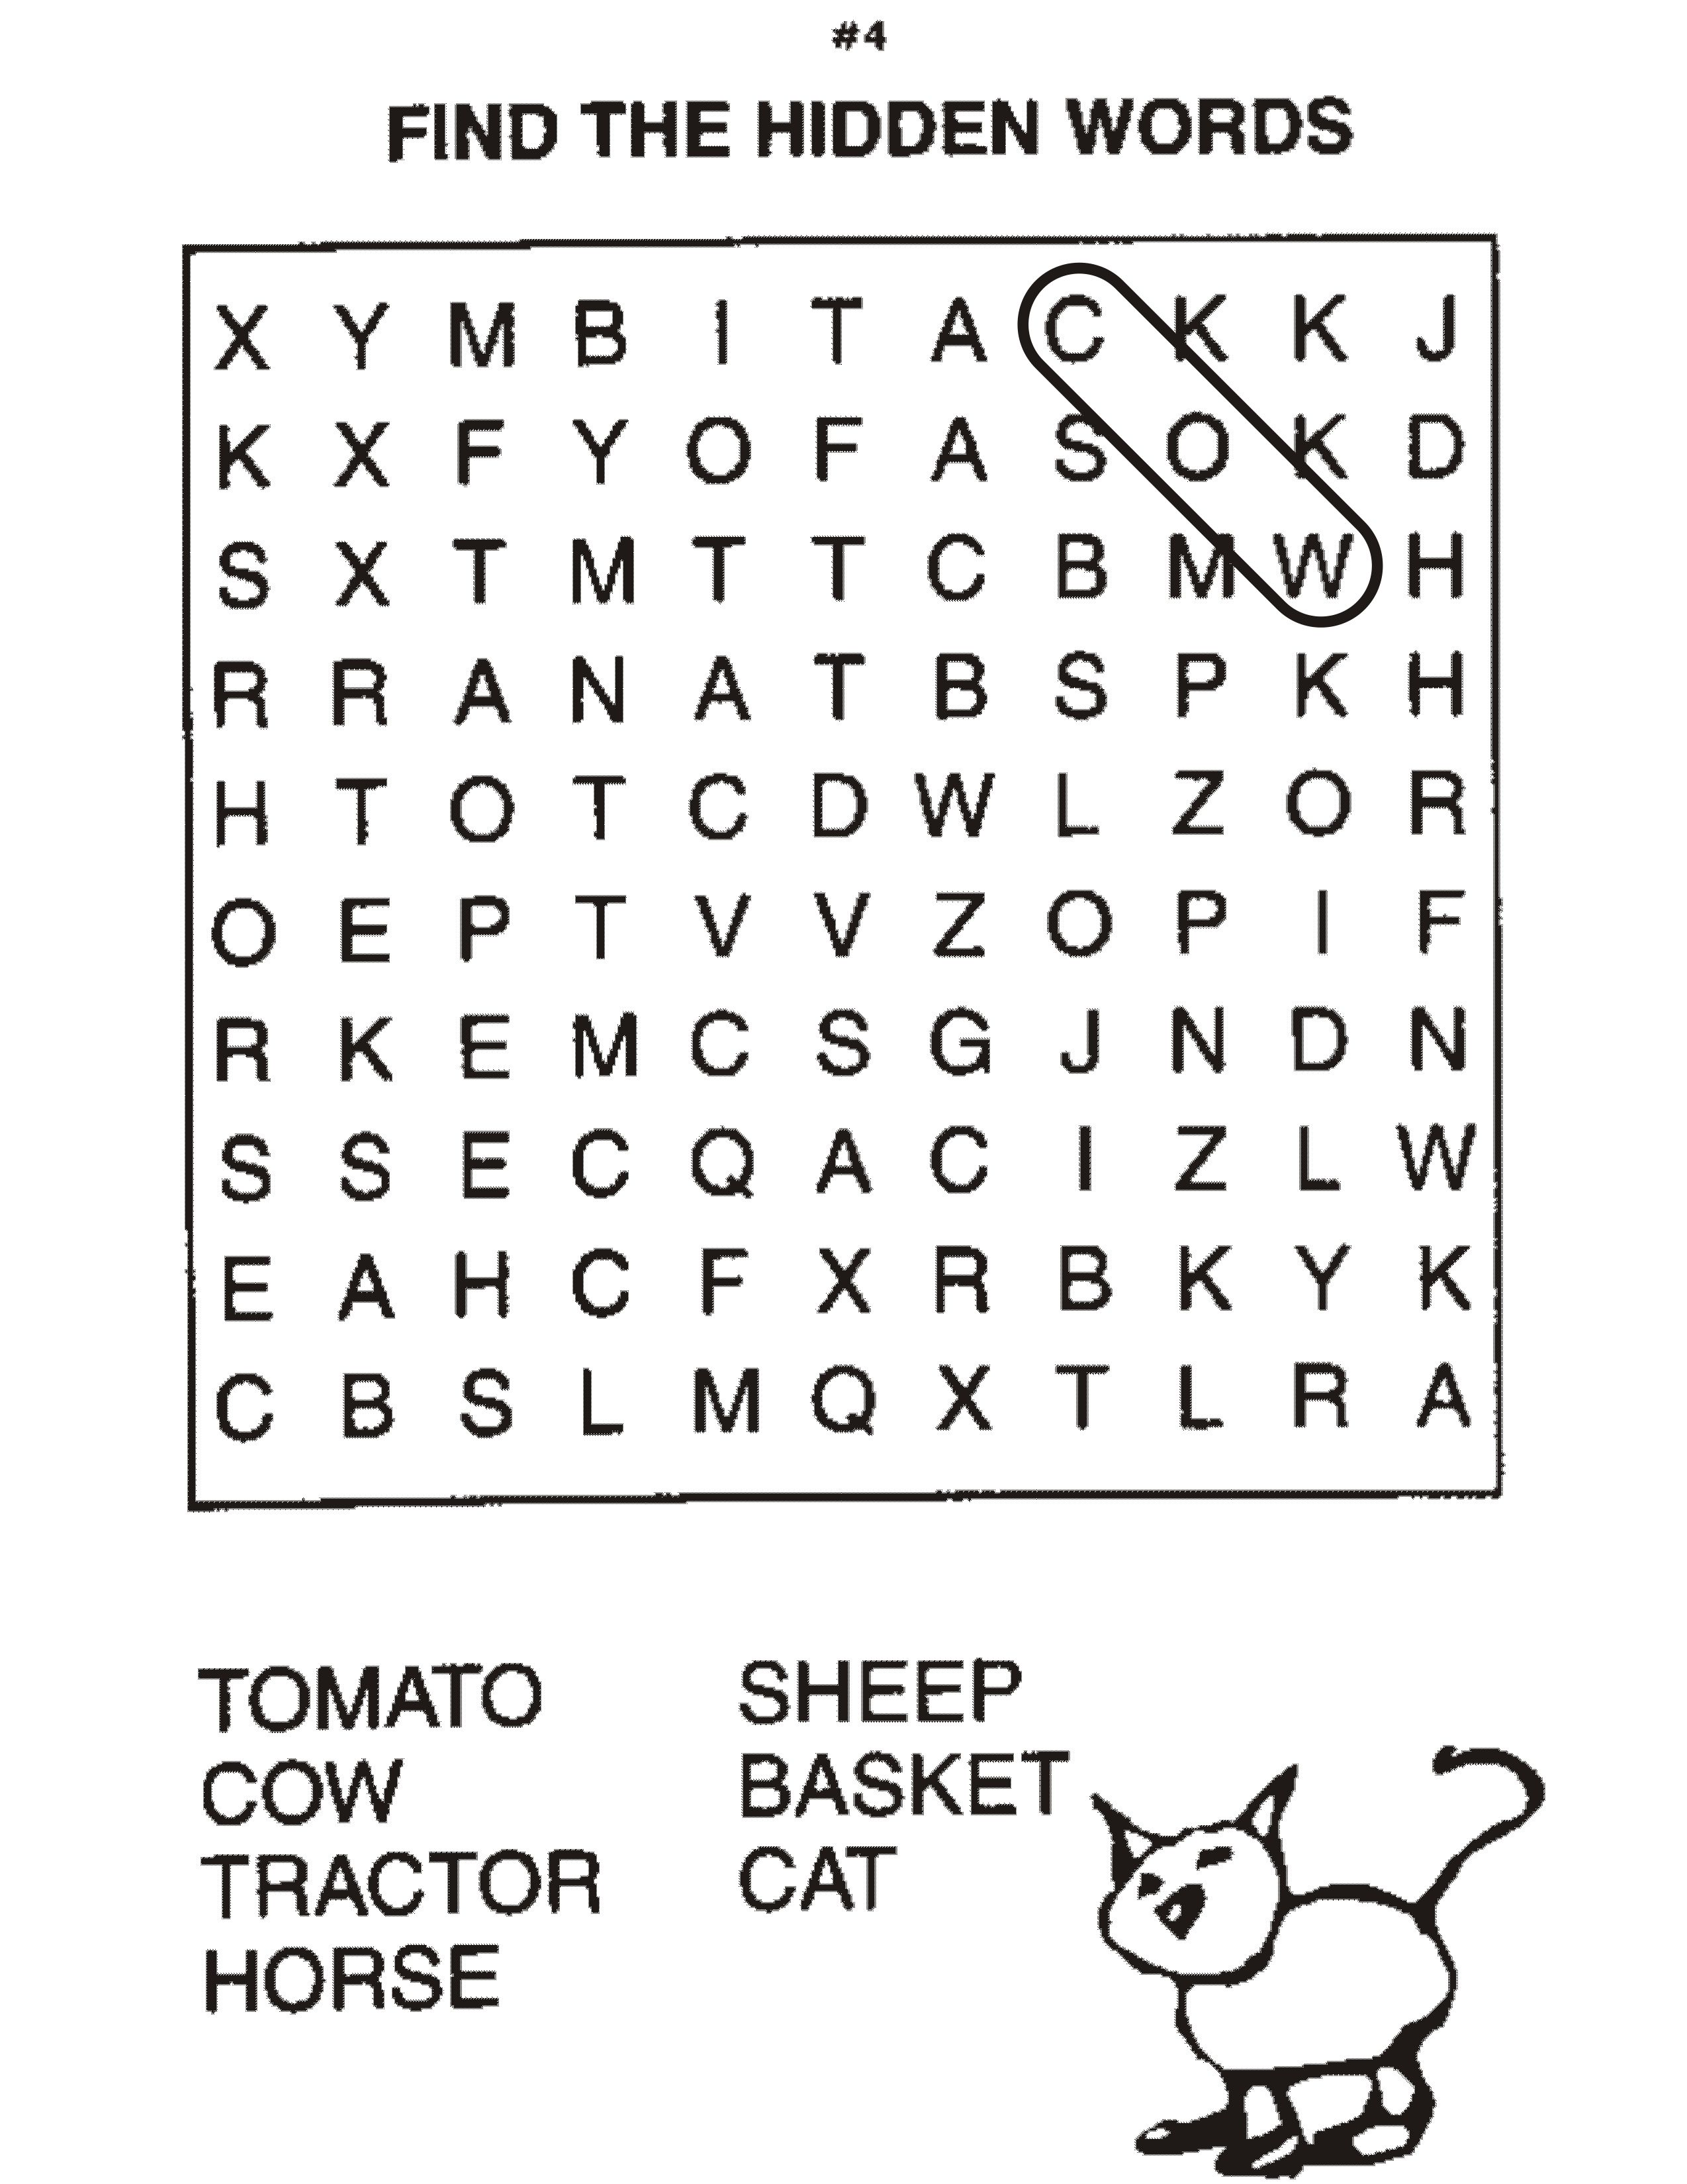 #4
FIND THE HIDDEN WORDS
X Y M B I T A C K K J
K X F Y O F A S O K D
S X T M T T C B M W H
R R A N A T B S P K H
H T O T C D W L Z O R
O E P T V V Z O P I F
R K E M C S G J N D N
S S E C Q A C I Z L W
E A H C F X R B K Y K
C B S L M Q X T L R A
TOMATO
COW
TRACTOR
HORSE
SHEEP
BASKET
CAT